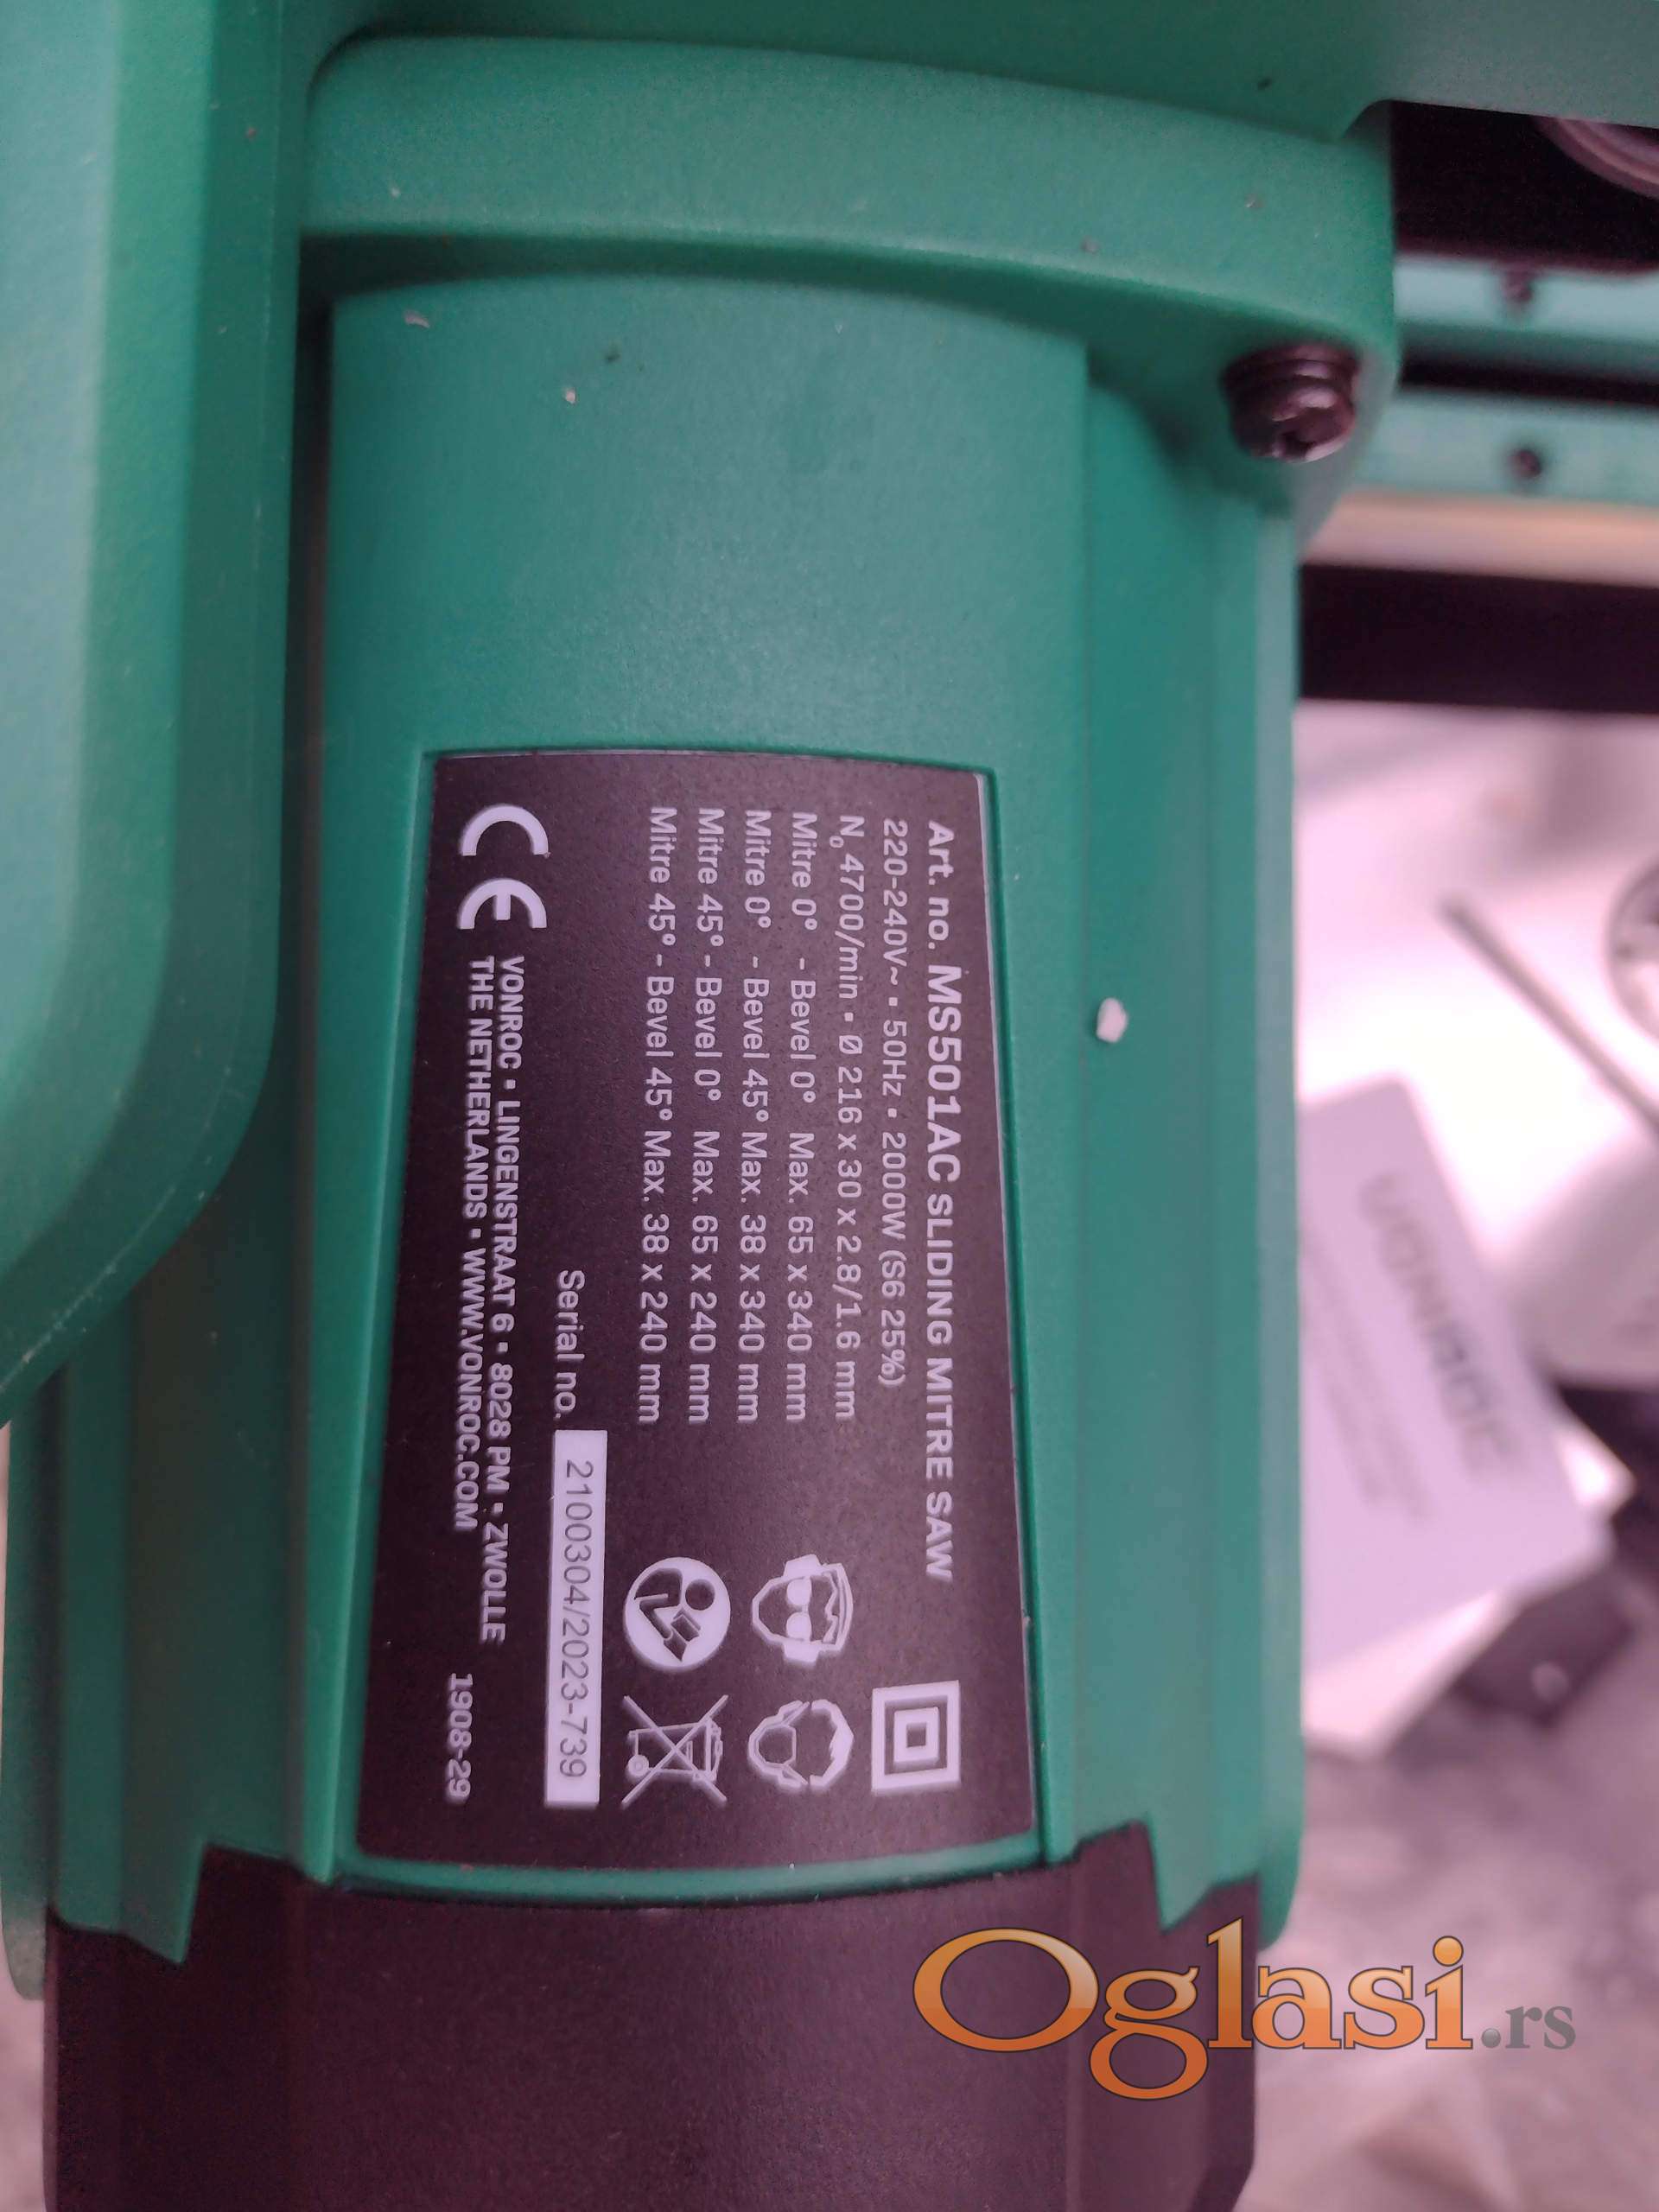 Art. no. MS501AC SLIDING MITRE SAW
220-240V~ ▪ 50Hz ▪ 2000W (S6 25%)
N₀ 4700/min ▪ Ø 216 x 30 x 2.8/1.6 mm
Mitre 0° - Bevel 0° Max. 65 x 340 mm
Mitre 0° - Bevel 45° Max. 38 x 340 mm
Mitre 45° - Bevel 0° Max. 65 x 240 mm
Mitre 45° - Bevel 45° Max. 38 x 240 mm
Serial no. 2100304/2023-739
CE
VONROC ▪ LINGENSTRAAT 6 ▪ 8028 PM ▪ ZWOLLE
THE NETHERLANDS ▪ WWW.VONROC.COM
1908-29
VONROC
Oglasi.rs